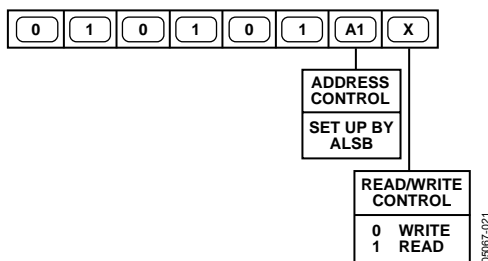 0 1 0 1 0 1 A1 X
ADDRESS
CONTROL
SET UP BY
ALSB
READ/WRITE
CONTROL
0 WRITE
1 READ
05067-021